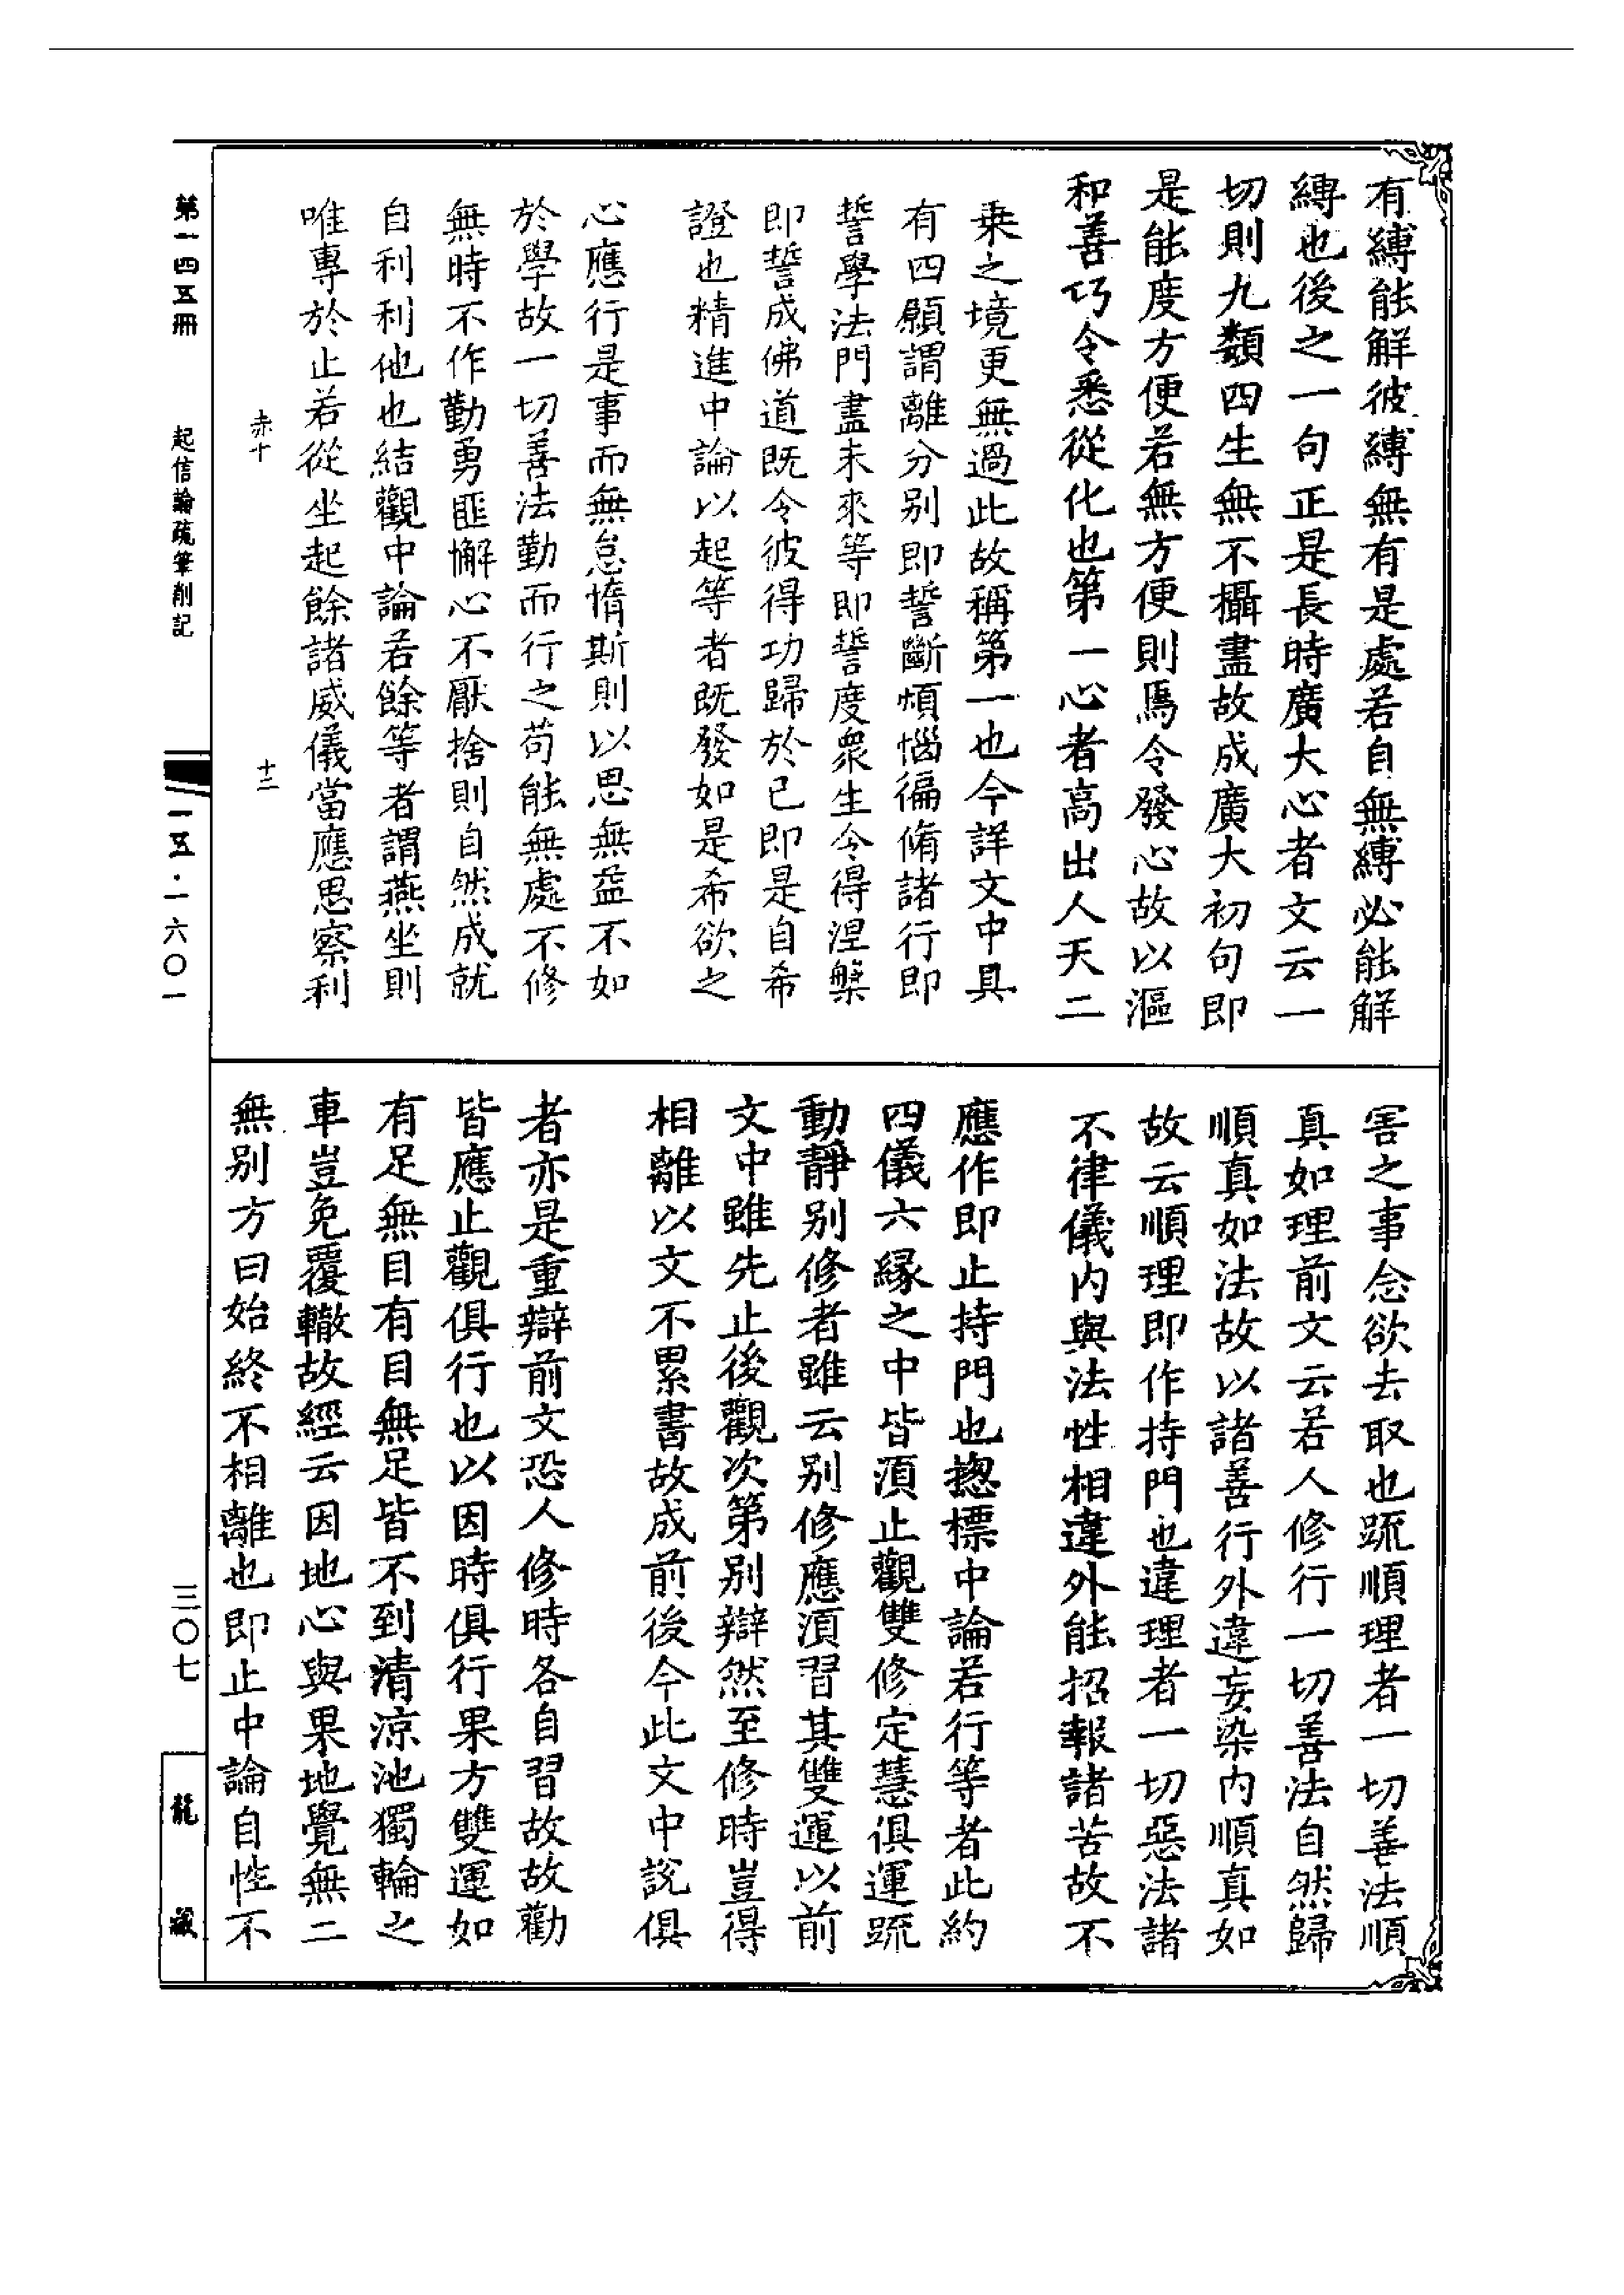 有縛能解彼縛無有是處若自無縛必能解
縛也後之一句正是長時廣大心者文云一
切則九類四生無不攝盡故成廣大初句即
是能度方便若無方便則焉令發心故以漚
和善巧令悉從化也第一心者高出人天二
乗之境更無過此故稱第一也今詳文中具
有四願謂離分別即誓斷煩惱徧脩諸行即
誓學法門盡未來等即誓度衆生令得涅槃
即誓成佛道既令彼得功歸於已即是自希
證也精進中論以起等者既發如是希欲之
心應行是事而無怠惰斯則以思無益不如
於學故一切善法勤而行之苟能無處不修
無時不作勤勇匪懈心不厭捨則自然成就
自利利他也結觀中論若餘等者謂燕坐則
唯專於止若從坐起餘諸威儀當應思察利
赤十 十二
害之事念欲去取也疏順理者一切善法順
真如理前文云若人修行一切善法自然歸
順真如法故以諸善行外違妄染內順真如
故云順理即作持門也違理者一切惡法諸
不律儀內與法性相違外能招報諸苦故不
應作即止持門也揔標中論若行等者此約
四儀六緣之中皆須止觀雙修定慧俱運疏
動靜別修者雖云別修應須習其雙運以前
文中雖先止後觀次第別辯然至修時豈得
相離以文不累書故成前後今此文中說俱
者亦是重辯前文恐人修時各自習故故勸
皆應止觀俱行也以因時俱行果方雙運如
有足無目有目無足皆不到清涼池獨輪之
車豈免覆轍故經云因地心與果地覺無二
無別方曰始終不相離也即止中論自性不
第一四五冊 起信論疏筆削記 一五·一六〇一 三〇七 龍藏